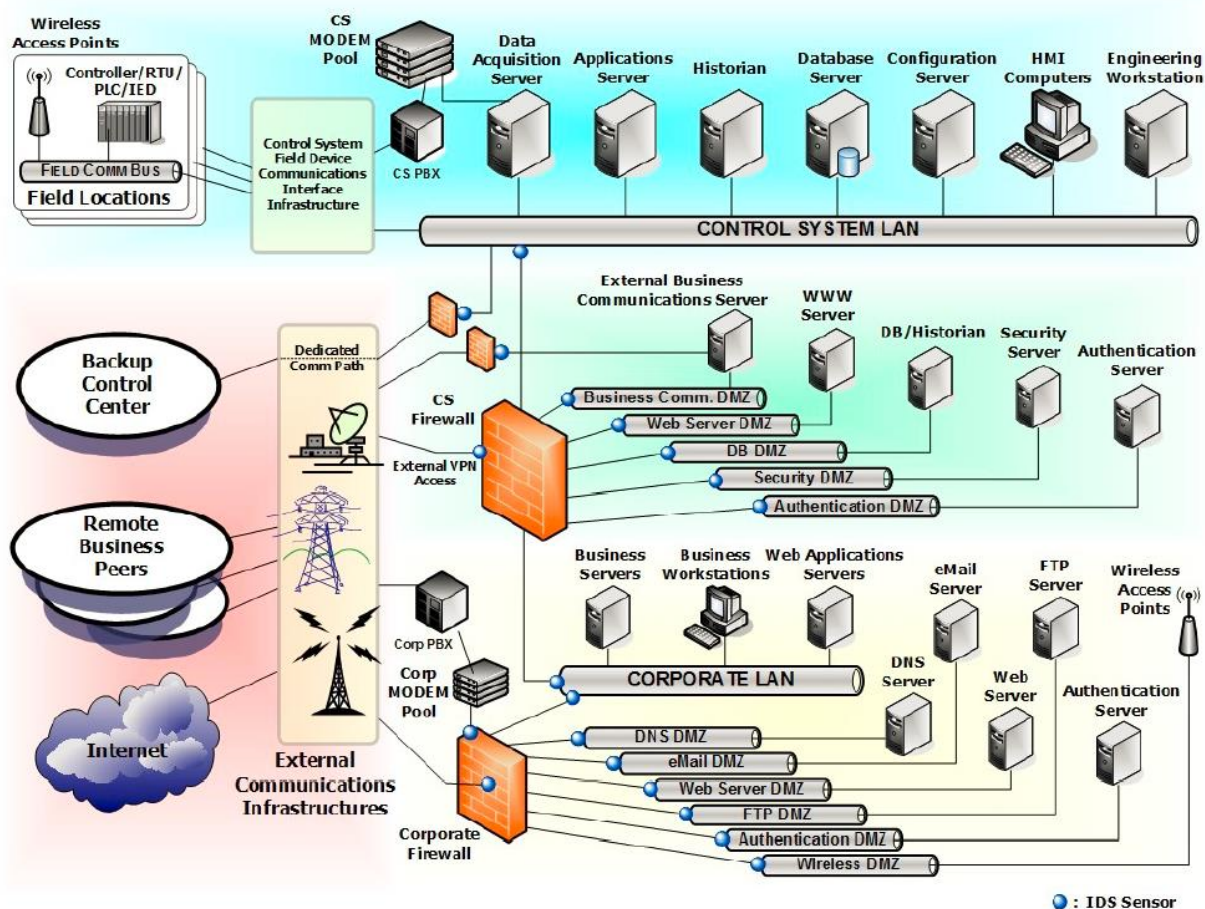 Wireless
Access Points
Controller/RTU/
PLC/IED
FIELD COMM BUS
Field Locations
Control System
Field Device
Communications
Interface
Infrastructure
CS
MODEM
Pool
CS PBX
Data
Acquisition
Server
Applications
Server
Historian
Database
Server
Configuration
Server
HMI
Computers
Engineering
Workstation
CONTROL SYSTEM LAN
Backup
Control
Center
Remote
Business
Peers
Internet
Dedicated
Comm Path
External
Communications
Infrastructures
CS
Firewall
External VPN
Access
External Business
Communications Server
WWW
Server
DB/Historian
Security
Server
Authentication
Server
Business Comm. DMZ
Web Server DMZ
DB DMZ
Security DMZ
Authentication DMZ
Corp PBX
Corp
MODEM
Pool
Business
Servers
Business
Workstations
Web Applications
Servers
eMail
Server
FTP
Server
Wireless
Access
Points
CORPORATE LAN
DNS
Server
Web
Server
Authentication
Server
DNS DMZ
eMail DMZ
Web Server DMZ
FTP DMZ
Authentication DMZ
Wireless DMZ
Corporate
Firewall
: IDS Sensor